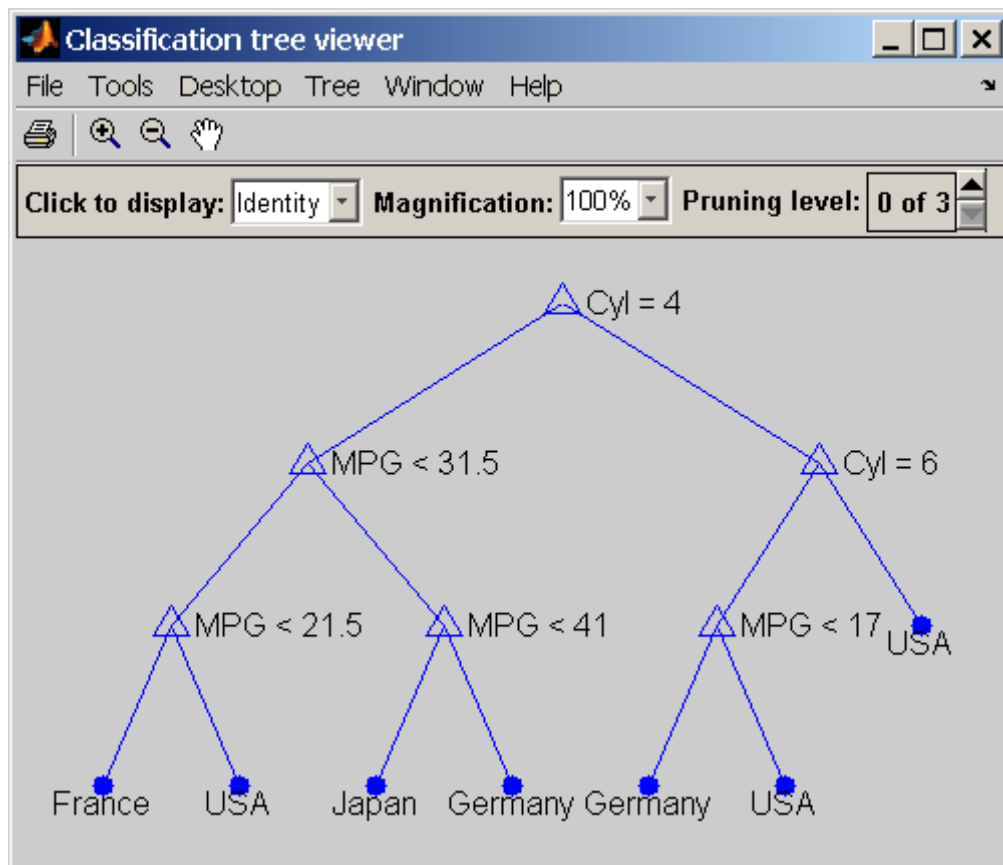 Classification tree viewer
File Tools Desktop Tree Window Help
Click to display: Identity Magnification: 100% Pruning level: 0 of 3
Cyl = 4
MPG < 31.5 Cyl = 6
MPG < 21.5 MPG < 41 MPG < 17
USA
France USA Japan Germany Germany USA